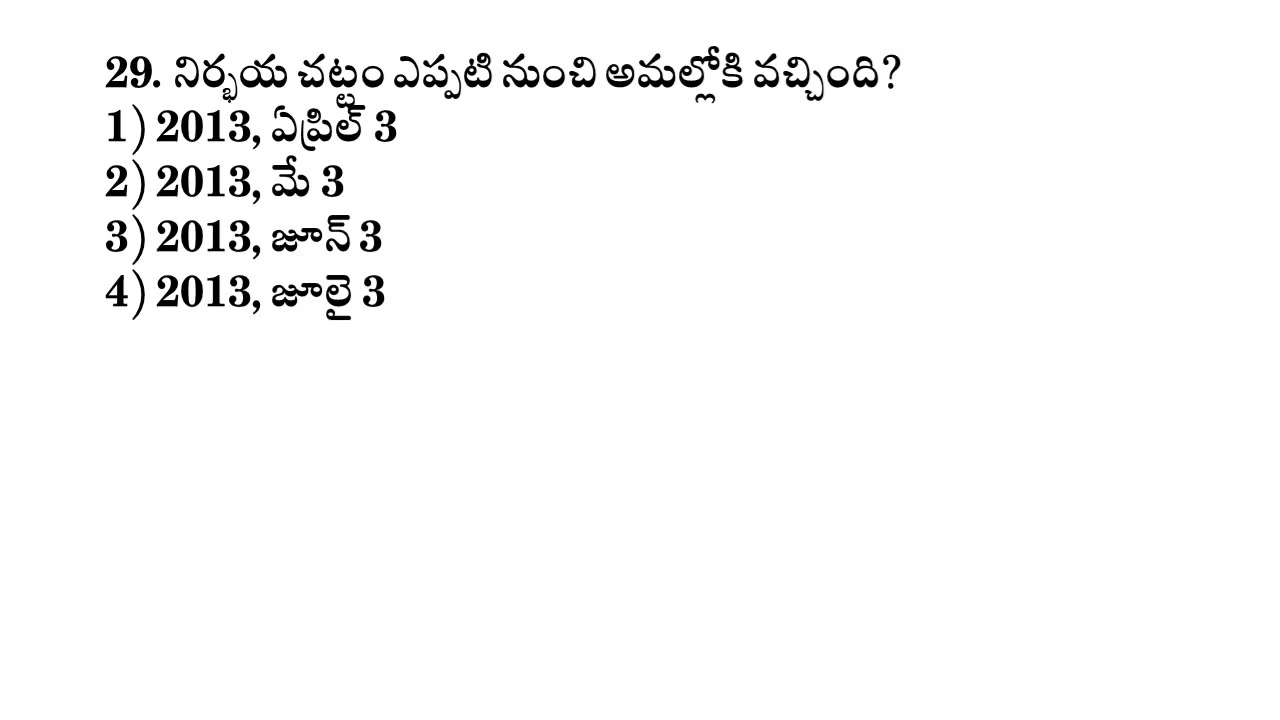 29. నిర్భయ చట్టం ఎప్పటి నుంచి అమల్లోకి వచ్చింది?
1) 2013, ఏప్రిల్ 3
2) 2013, మే 3
3) 2013, జూన్ 3
4) 2013, జూలై 3